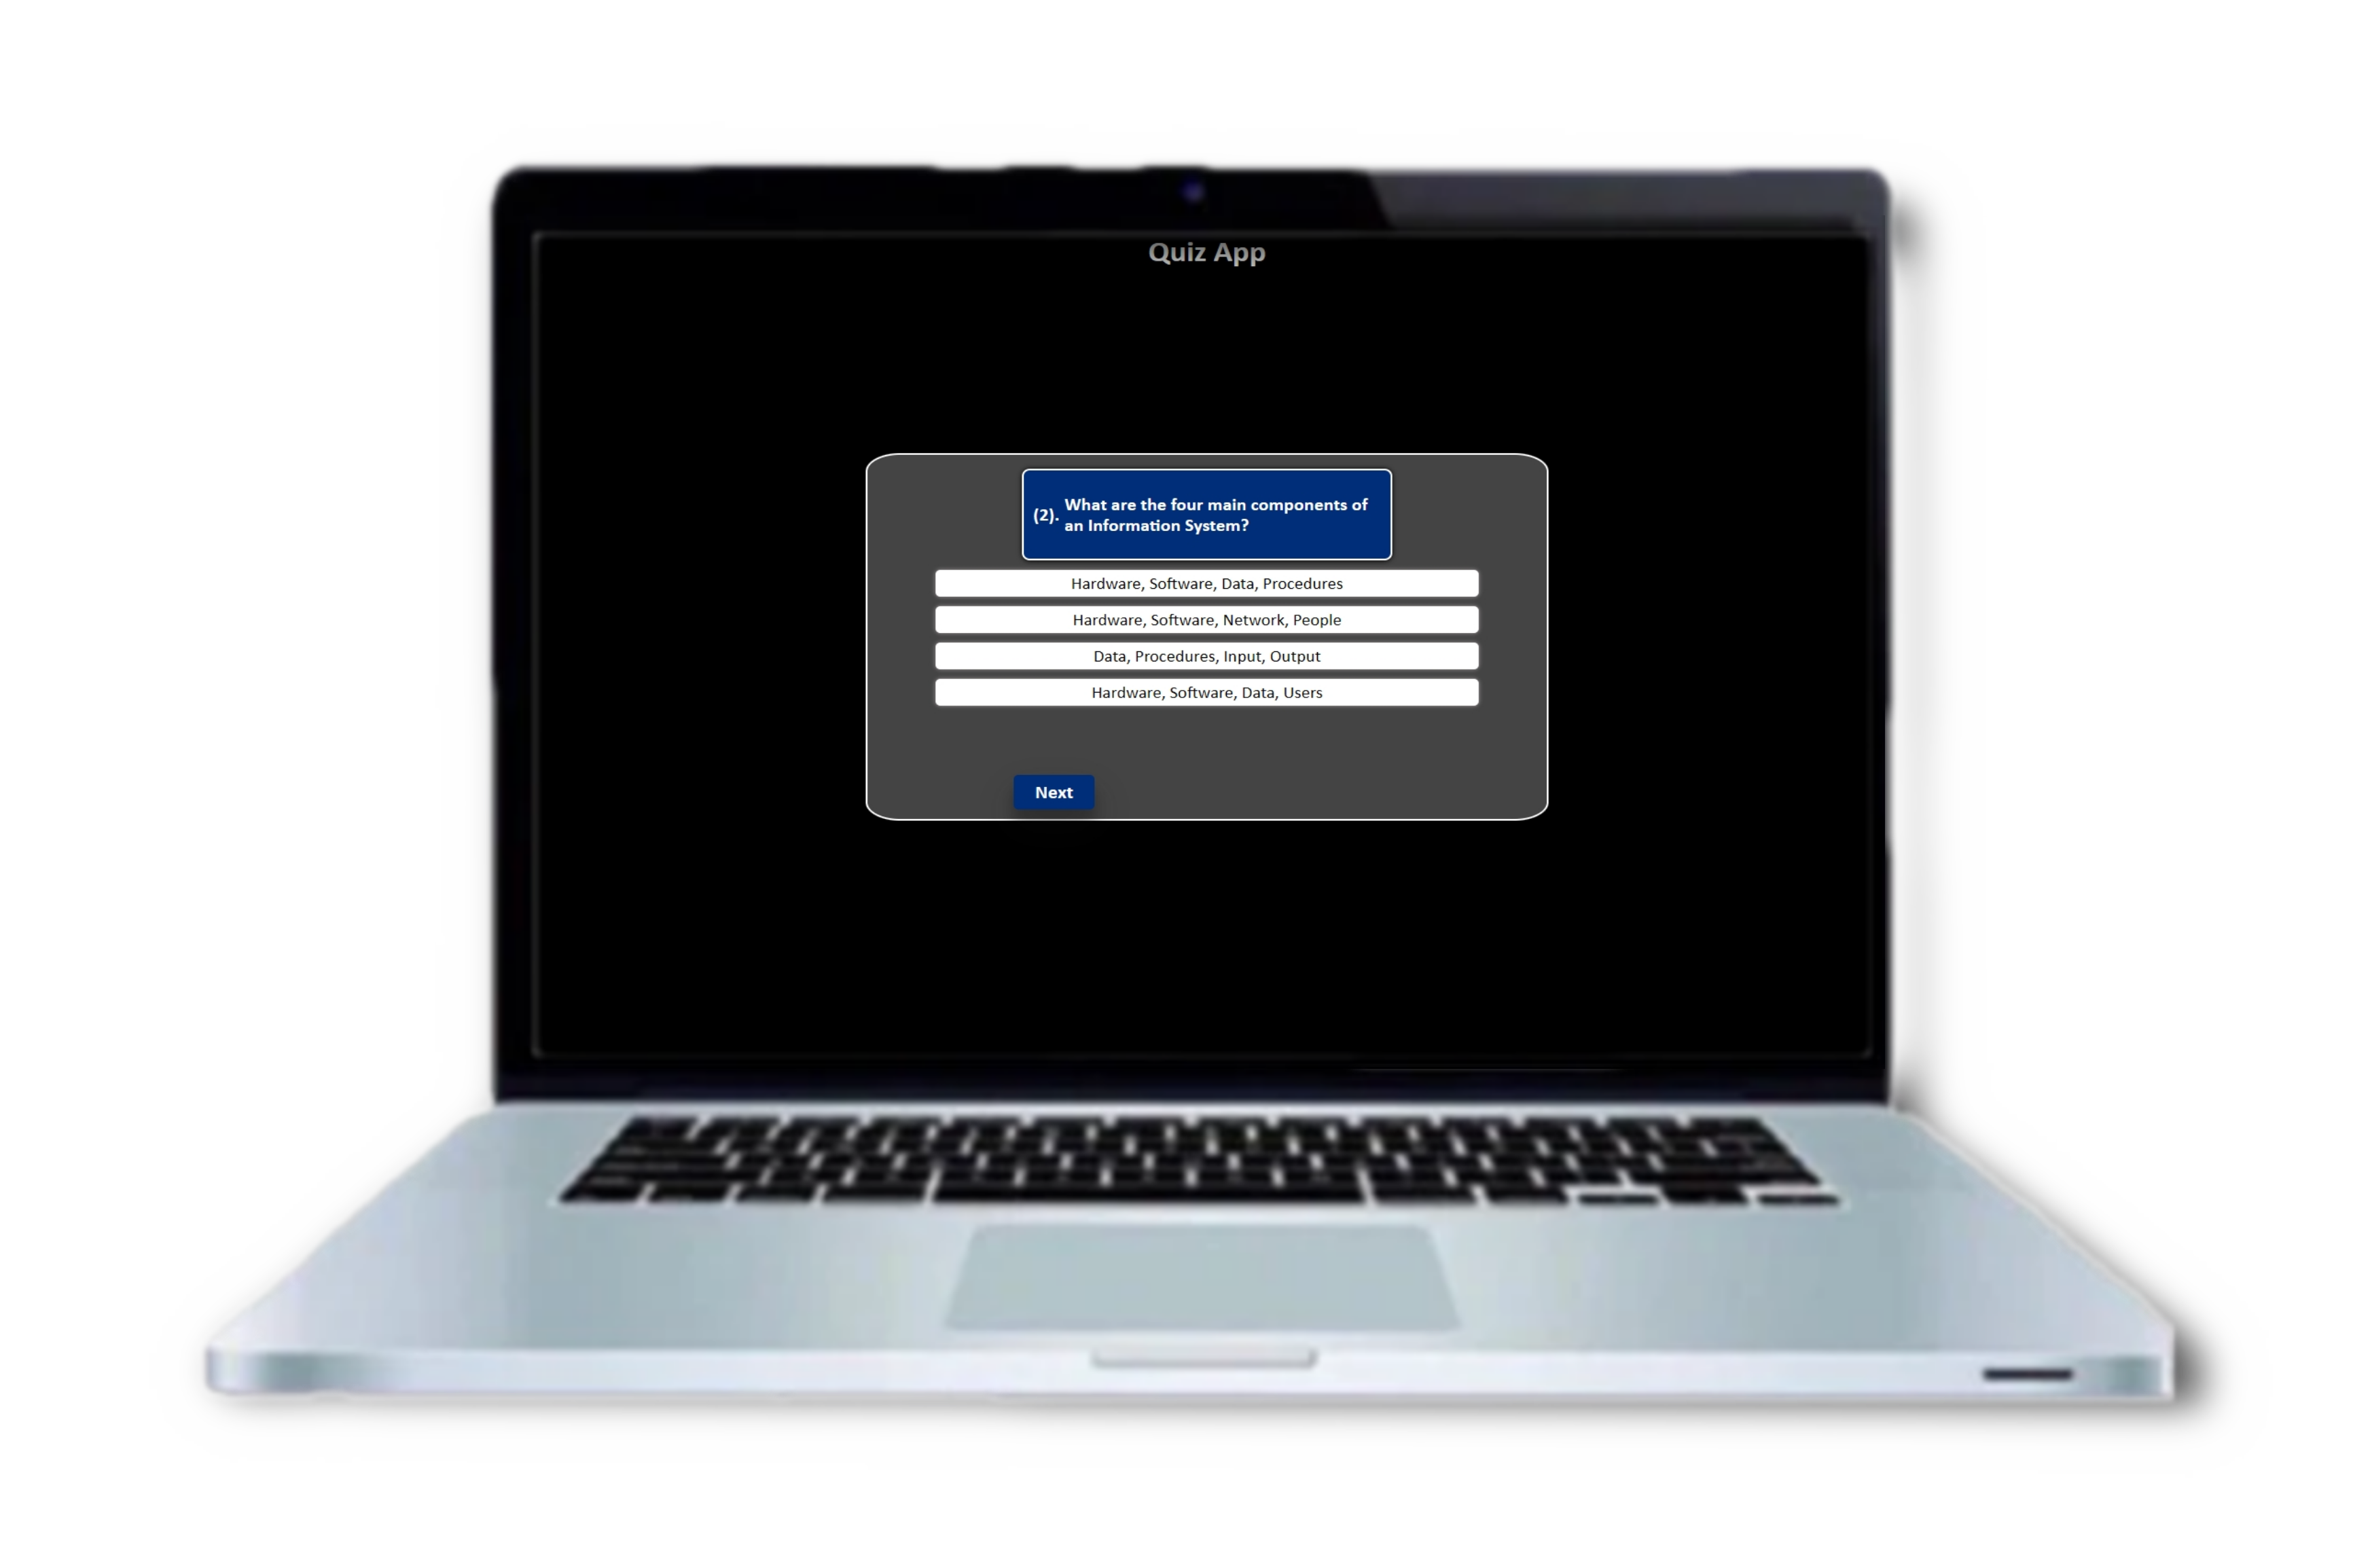 Quiz App
(2). What are the four main components of
an Information System?
Hardware, Software, Data, Procedures
Hardware, Software, Network, People
Data, Procedures, Input, Output
Hardware, Software, Data, Users
Next